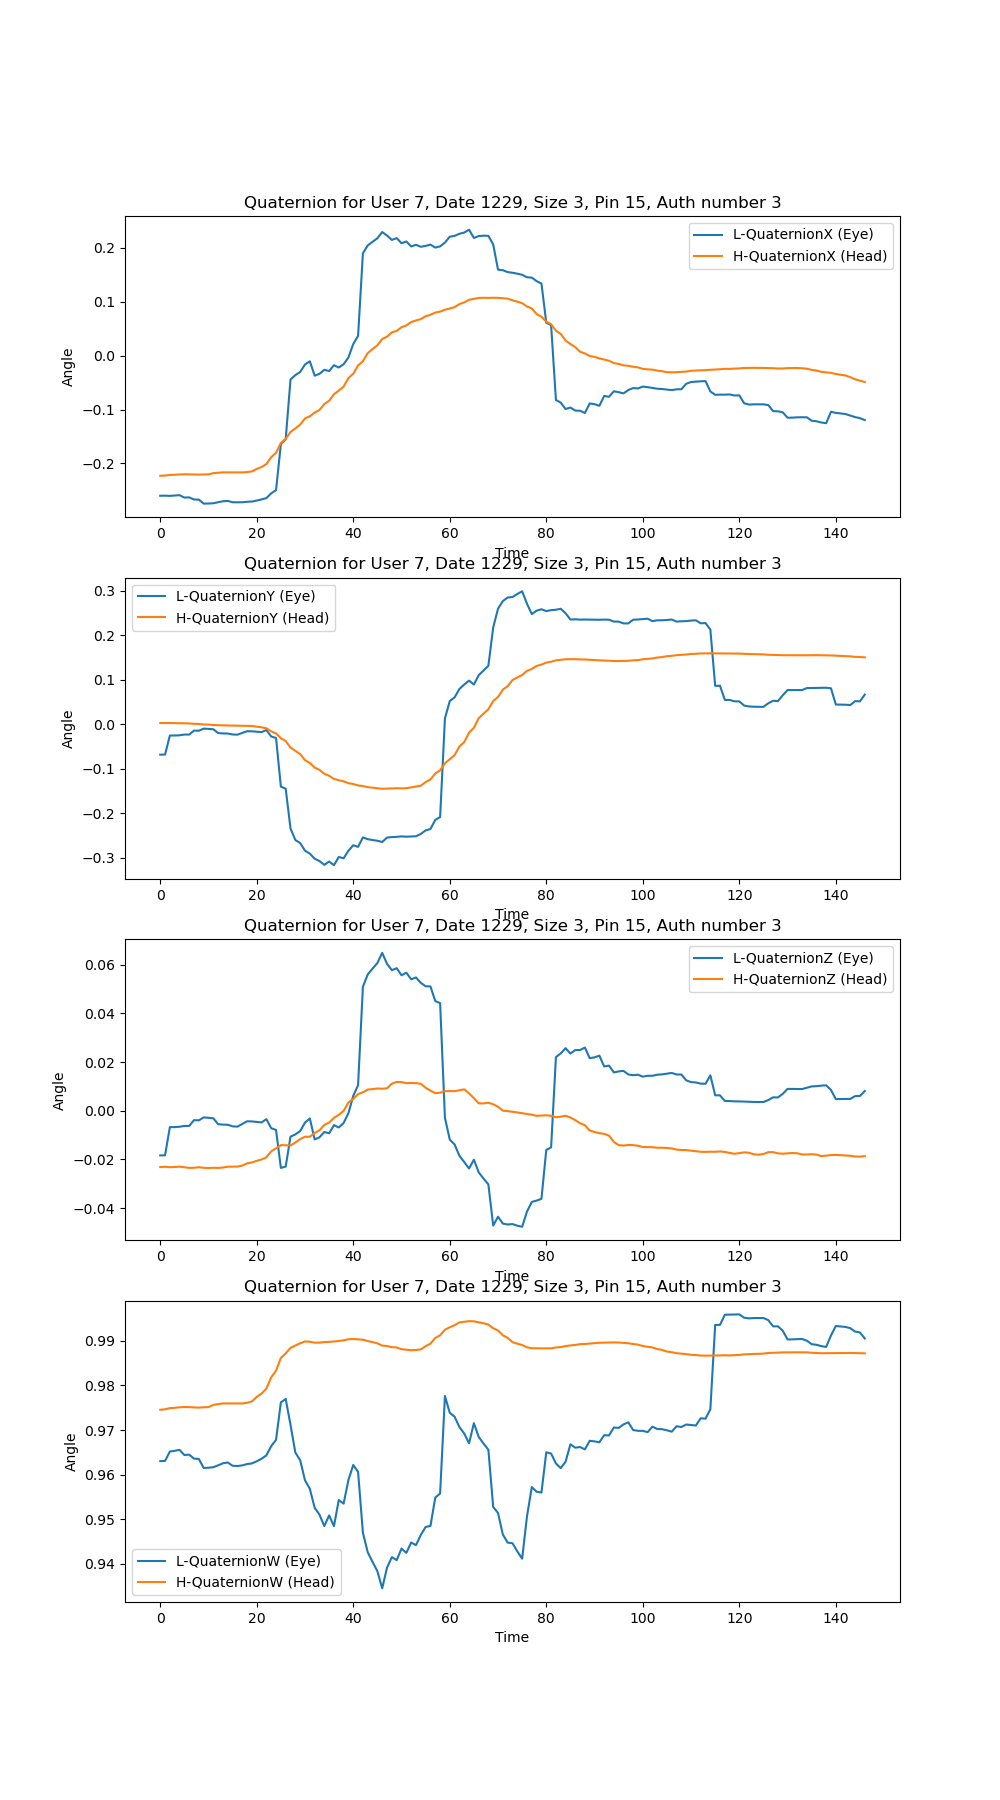 Quaternion for User 7, Date 1229, Size 3, Pin 15, Auth number 3
L-QuaternionX (Eye)
H-QuaternionX (Head)
Angle
0.2
0.1
0.0
−0.1
−0.2
0 20 40 60 80 100 120 140
Time
Quaternion for User 7, Date 1229, Size 3, Pin 15, Auth number 3
L-QuaternionY (Eye)
H-QuaternionY (Head)
Angle
0.3
0.2
0.1
0.0
−0.1
−0.2
−0.3
0 20 40 60 80 100 120 140
Time
Quaternion for User 7, Date 1229, Size 3, Pin 15, Auth number 3
L-QuaternionZ (Eye)
H-QuaternionZ (Head)
Angle
0.06
0.04
0.02
0.00
−0.02
−0.04
0 20 40 60 80 100 120 140
Time
Quaternion for User 7, Date 1229, Size 3, Pin 15, Auth number 3
Angle
0.99
0.98
0.97
0.96
0.95
0.94
L-QuaternionW (Eye)
H-QuaternionW (Head)
0 20 40 60 80 100 120 140
Time